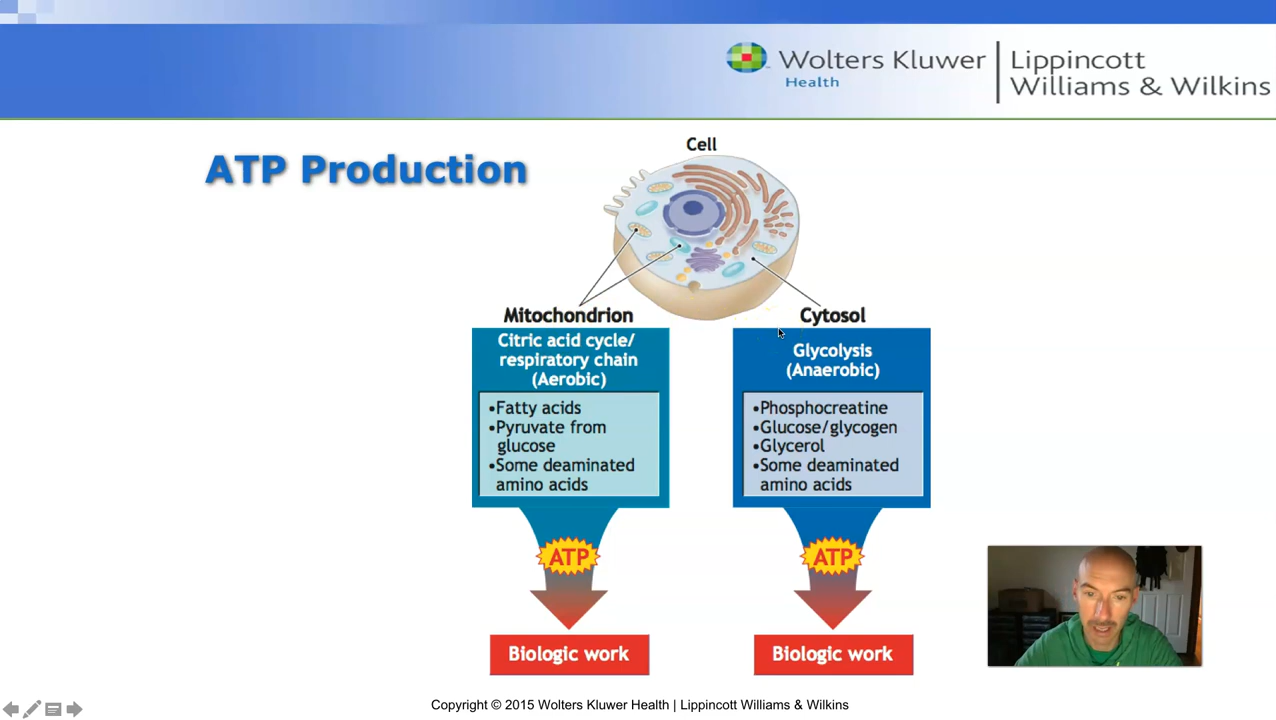 Wolters Kluwer
Health
Lippincott
Williams & Wilkins
ATP Production
Cell
Mitochondrion
Citric acid cycle/
respiratory chain
(Aerobic)
•Fatty acids
•Pyruvate from
glucose
•Some deaminated
amino acids
ATP
Biologic work
Cytosol
Glycolysis
(Anaerobic)
•Phosphocreatine
•Glucose/glycogen
•Glycerol
•Some deaminated
amino acids
ATP
Biologic work
Copyright © 2015 Wolters Kluwer Health | Lippincott Williams & Wilkins